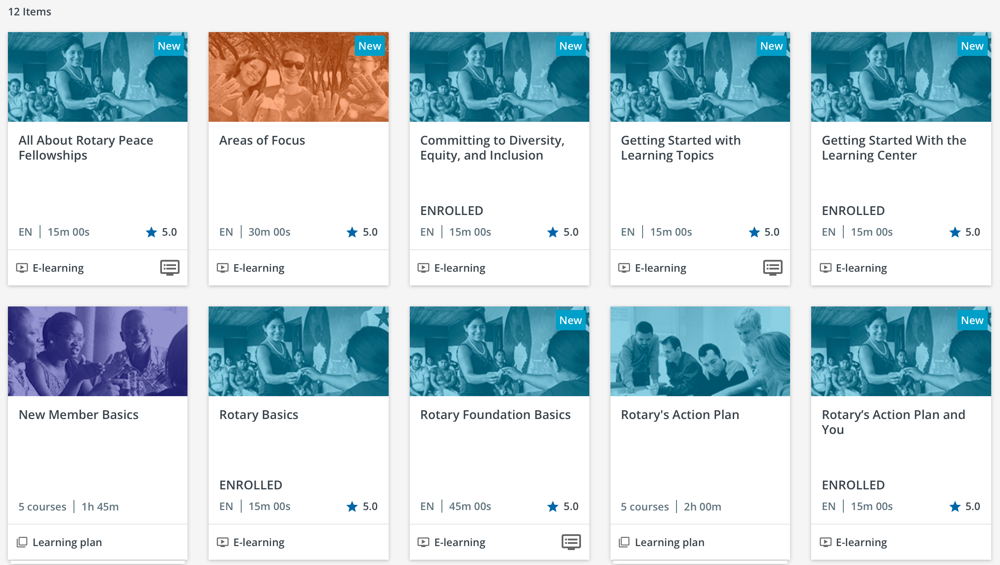 12 Items
New
All About Rotary Peace
Fellowships
EN | 15m 00s
5.0
E-learning
New
Areas of Focus
EN | 30m 00s
5.0
E-learning
New
Committing to Diversity,
Equity, and Inclusion
ENROLLED
EN | 15m 00s
5.0
E-learning
New
Getting Started with
Learning Topics
EN | 15m 00s
5.0
E-learning
New
Getting Started With the
Learning Center
ENROLLED
EN | 15m 00s
5.0
E-learning
New Member Basics
5 courses | 1h 45m
Learning plan
Rotary Basics
ENROLLED
EN | 15m 00s
5.0
E-learning
New
Rotary Foundation Basics
EN | 45m 00s
5.0
E-learning
Rotary's Action Plan
5 courses | 2h 00m
Learning plan
New
Rotary’s Action Plan and
You
ENROLLED
EN | 15m 00s
5.0
E-learning